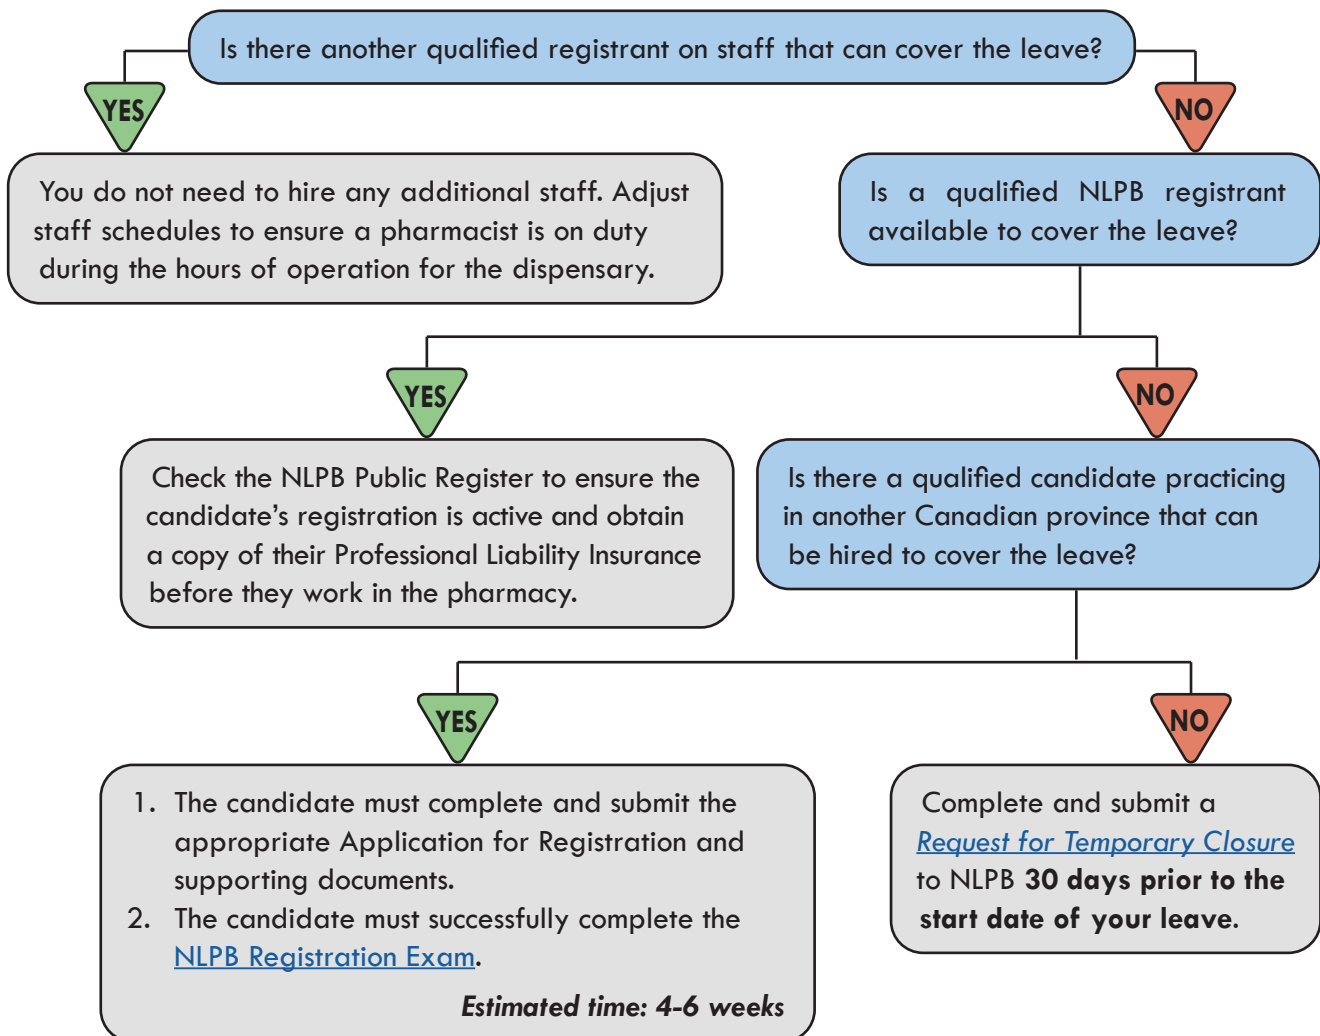 Is there another qualified registrant on staff that can cover the leave?
YES
NO
You do not need to hire any additional staff. Adjust
staff schedules to ensure a pharmacist is on duty
during the hours of operation for the dispensary.
Is a qualified NLPB registrant
available to cover the leave?
YES
NO
Check the NLPB Public Register to ensure the
candidate’s registration is active and obtain
a copy of their Professional Liability Insurance
before they work in the pharmacy.
Is there a qualified candidate practicing
in another Canadian province that can
be hired to cover the leave?
YES
NO
1. The candidate must complete and submit the
appropriate Application for Registration and
supporting documents.
2. The candidate must successfully complete the
NLPB Registration Exam.
Estimated time: 4-6 weeks
Complete and submit a
Request for Temporary Closure
to NLPB 30 days prior to the
start date of your leave.